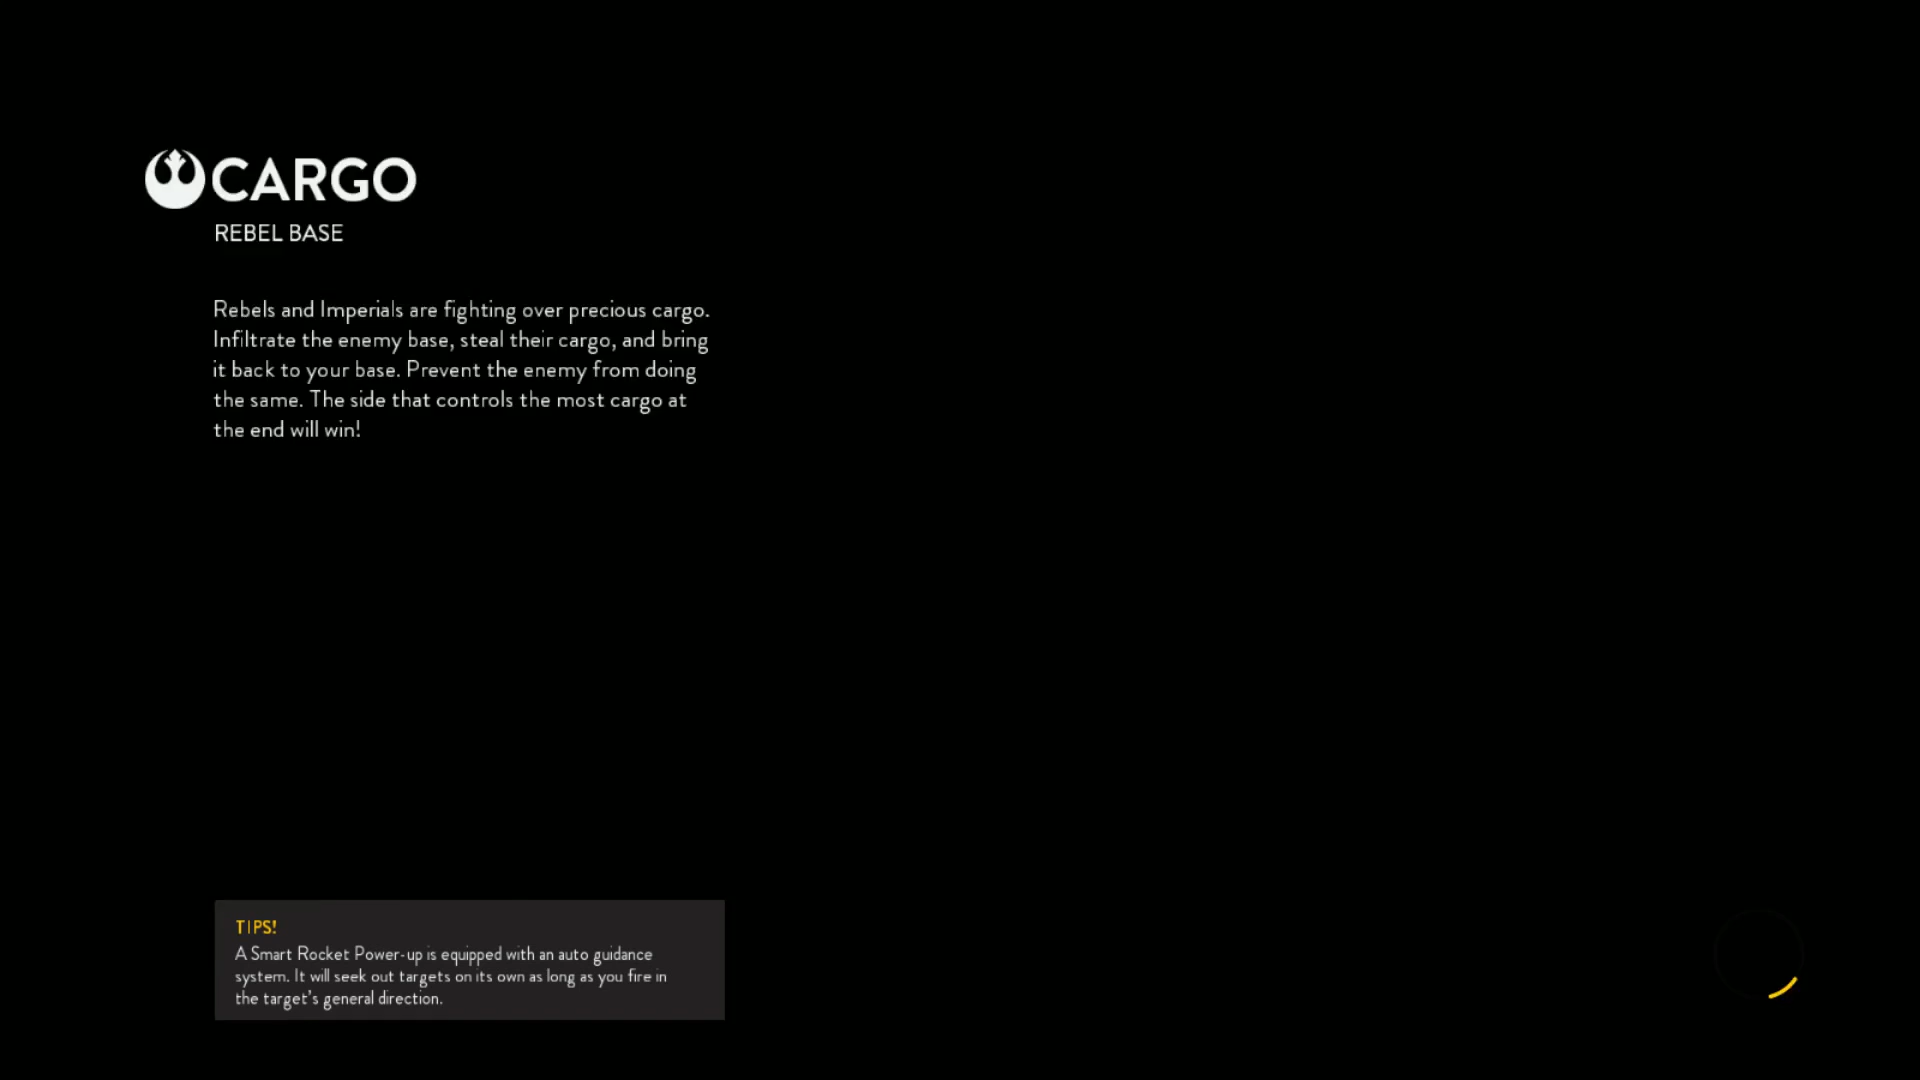 CARGO
REBEL BASE
Rebels and Imperials are fighting over precious cargo.
Infiltrate the enemy base, steal their cargo, and bring
it back to your base. Prevent the enemy from doing
the same. The side that controls the most cargo at
the end will win!
TIPS!
A Smart Rocket Power-up is equipped with an auto guidance
system. It will seek out targets on its own as long as you fire in
the target's general direction.